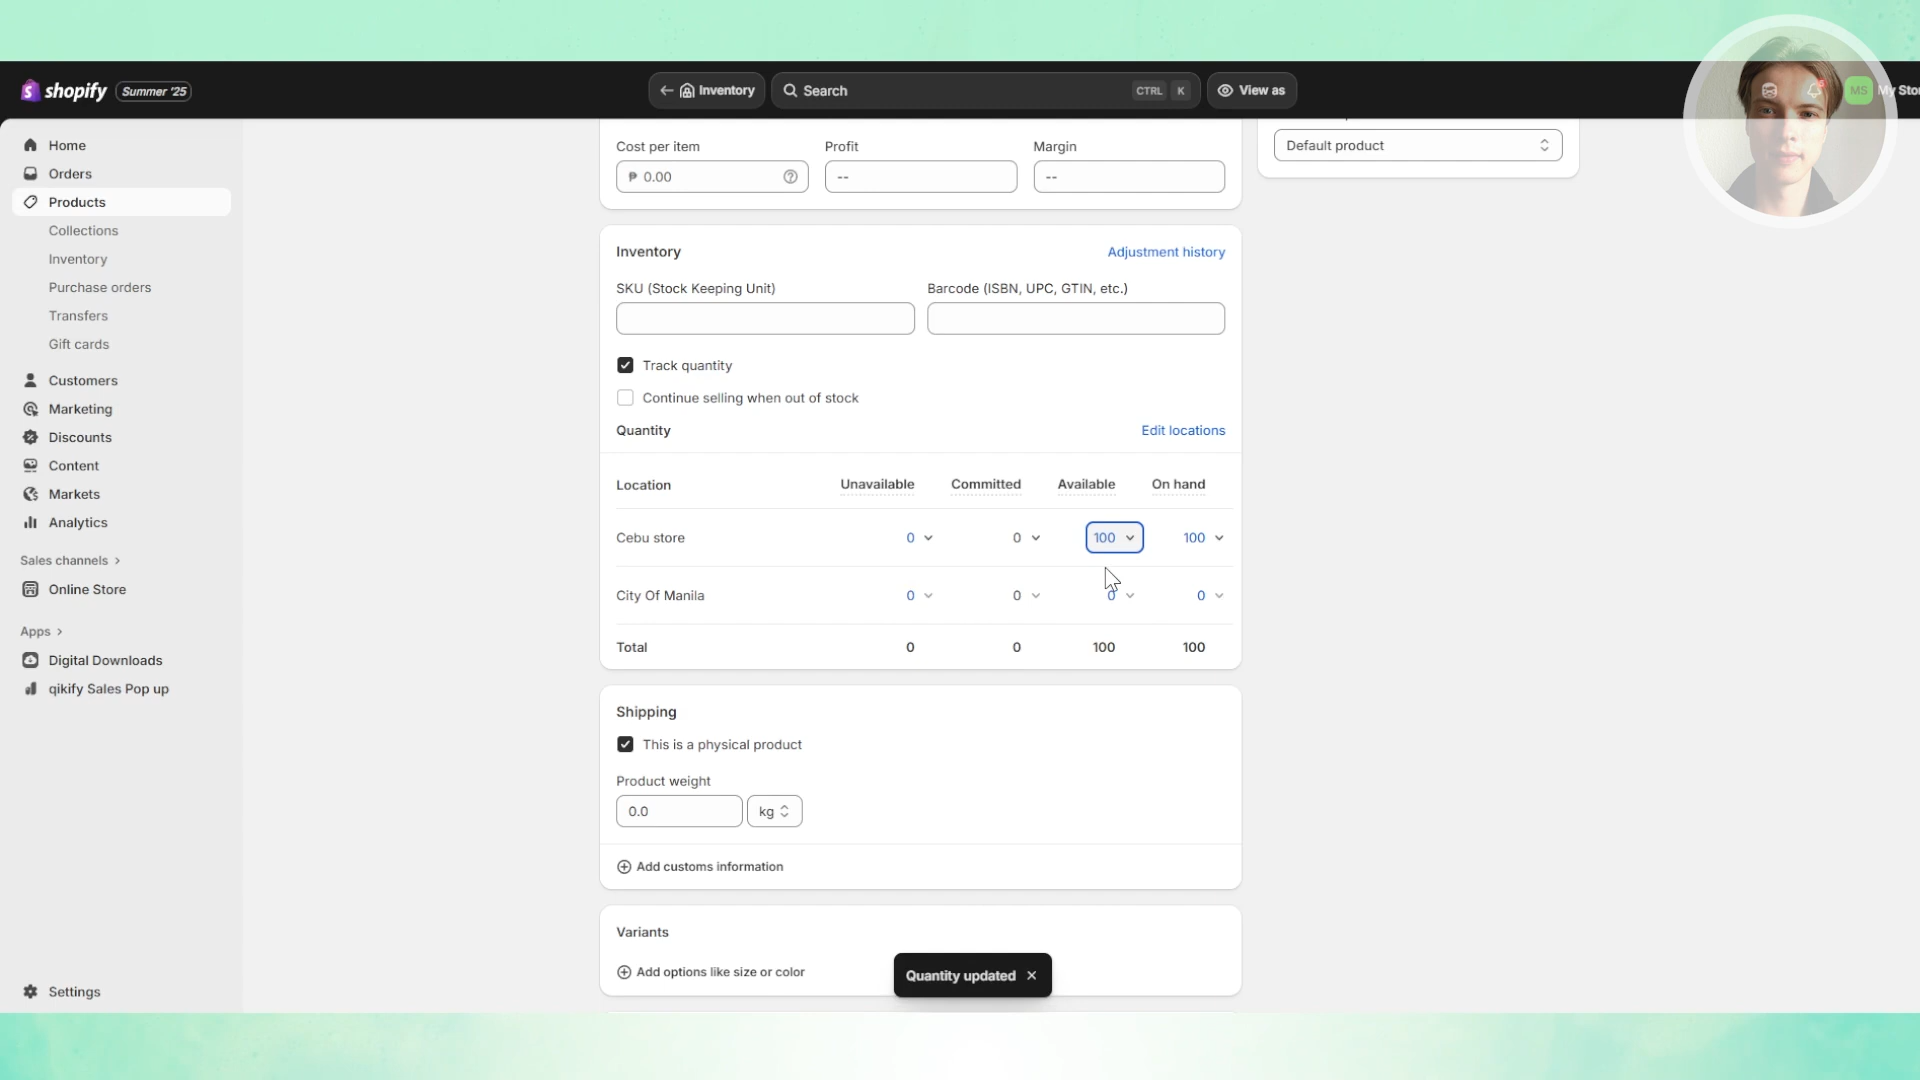 shopify Summer '25
Inventory
Search CTRL K
View as
MS My Sto
Home
Orders
Products
Collections
Inventory
Purchase orders
Transfers
Gift cards
Customers
Marketing
Discounts
Content
Markets
Analytics
Sales channels
Online Store
Apps
Digital Downloads
qikify Sales Pop up
Settings
Cost per item Profit Margin
₱ 0.00 -- --
Default product
Inventory Adjustment history
SKU (Stock Keeping Unit) Barcode (ISBN, UPC, GTIN, etc.)
Track quantity
Continue selling when out of stock
Quantity Edit locations
Location Unavailable Committed Available On hand
Cebu store 0 0 100 100
City Of Manila 0 0 0 0
Total 0 0 100 100
Shipping
This is a physical product
Product weight
0.0 kg
Add customs information
Variants
Add options like size or color
Quantity updated